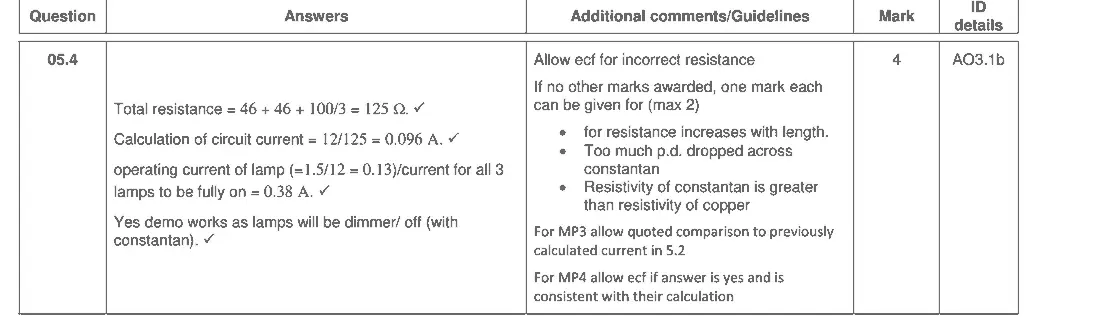 Question Answers Additional comments/Guidelines Mark ID details
05.4
Total resistance = 46 + 46 + 100/3 = 125 Ω. ✓
Calculation of circuit current = 12/125 = 0.096 A. ✓
operating current of lamp (=1.5/12 = 0.13)/current for all 3
lamps to be fully on = 0.38 A. ✓
Yes demo works as lamps will be dimmer/ off (with
constantan). ✓
Allow ecf for incorrect resistance
If no other marks awarded, one mark each
can be given for (max 2)
• for resistance increases with length.
• Too much p.d. dropped across
constantan
• Resistivity of constantan is greater
than resistivity of copper
For MP3 allow quoted comparison to previously
calculated current in 5.2
For MP4 allow ecf if answer is yes and is
consistent with their calculation
4
AO3.1b